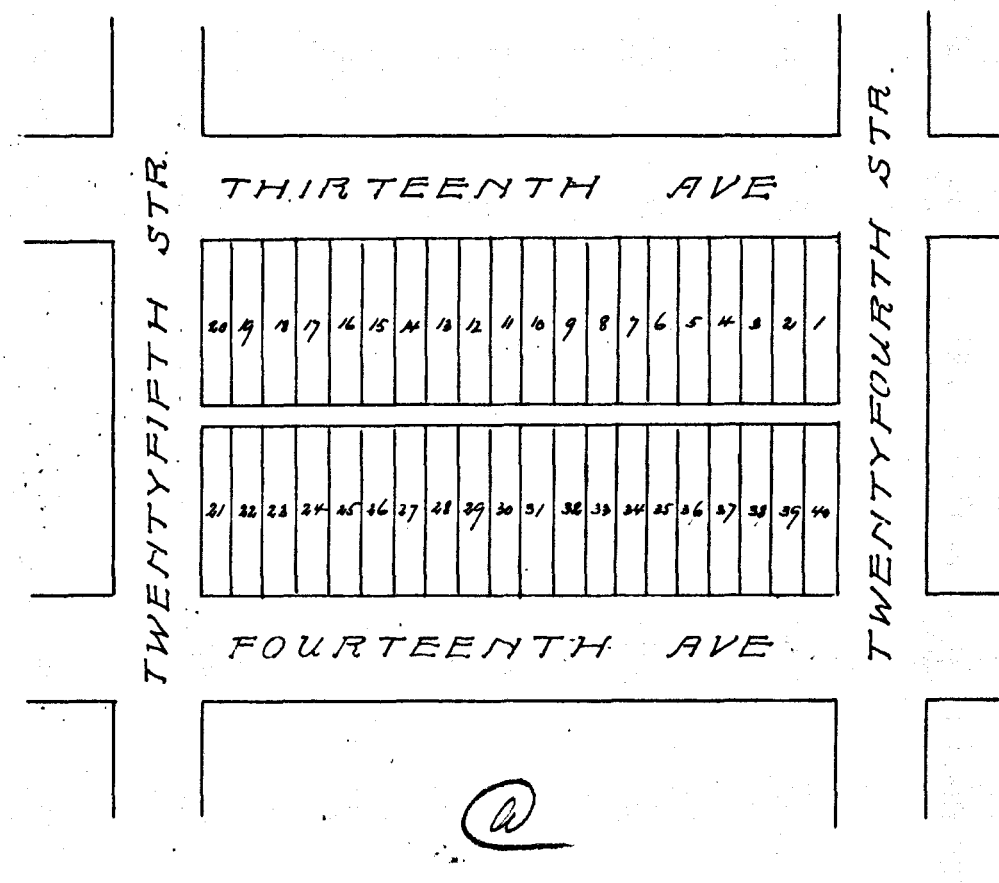 THIRTEENTH AVE
TWENTYFIFTH STR.
TWENTYFOURTH STR.
20 19 18 17 16 15 14 13 12 11 10 9 8 7 6 5 4 3 2 1
21 22 23 24 25 26 27 28 29 30 31 32 33 34 35 36 37 38 39 40
FOURTEENTH AVE